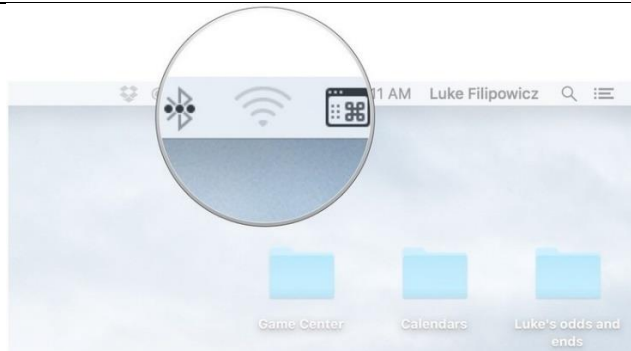 11 AM Luke Filipowicz
Game Center Calendars Luke's odds and
ends